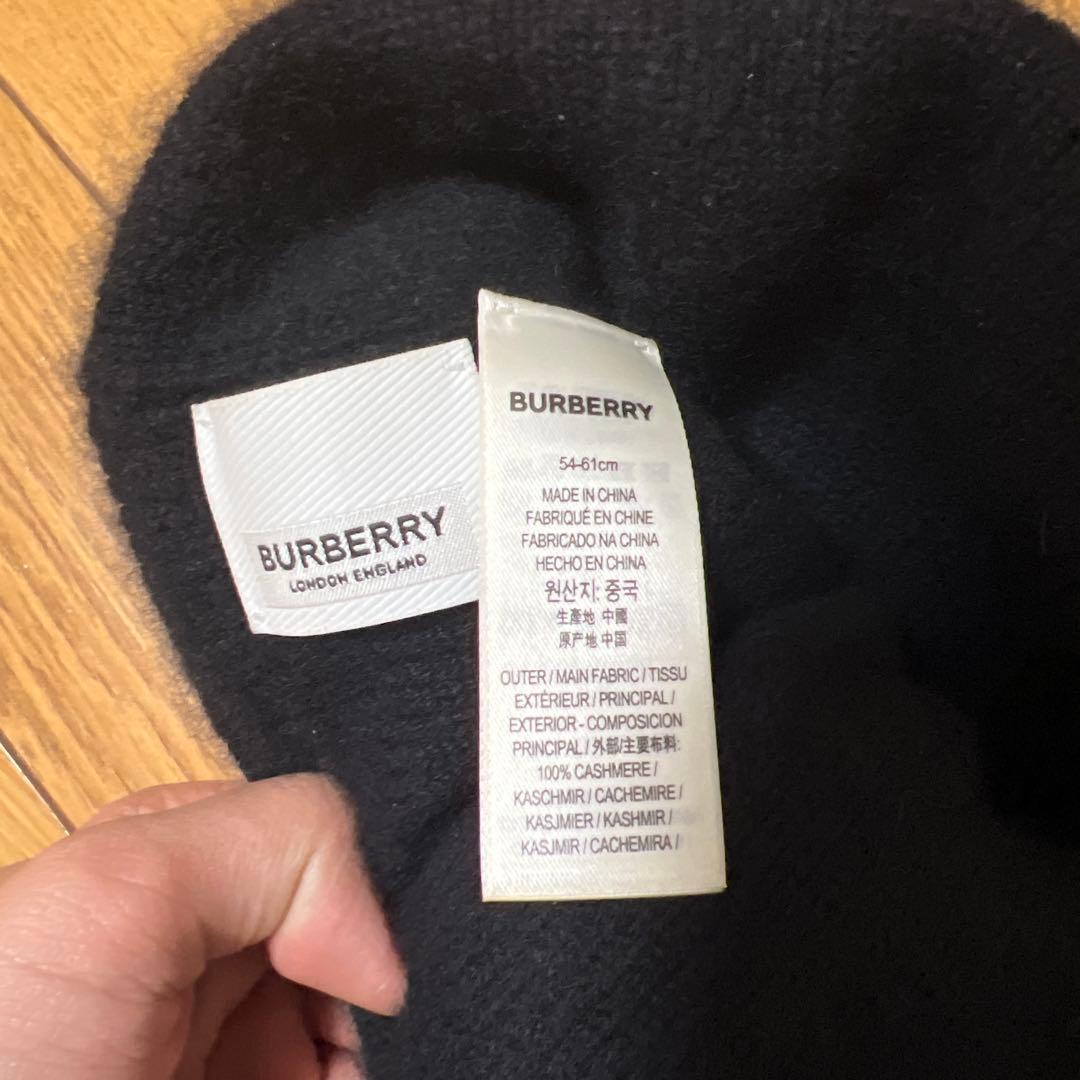 BURBERRY
LONDON ENGLAND
BURBERRY
54-61cm
MADE IN CHINA
FABRIQUÉ EN CHINE
FABRICADO NA CHINA
HECHO EN CHINA
원산지: 중국
生產地 中國
原产地 中国
OUTER / MAIN FABRIC / TISSU
EXTÉRIEUR / PRINCIPAL /
EXTERIOR - COMPOSICION
PRINCIPAL / 外部/主要布料:
100% CASHMERE /
KASCHMIR / CACHEMIRE /
KASJMIER / KASHMIR /
KASJMIR / CACHEMIRA /